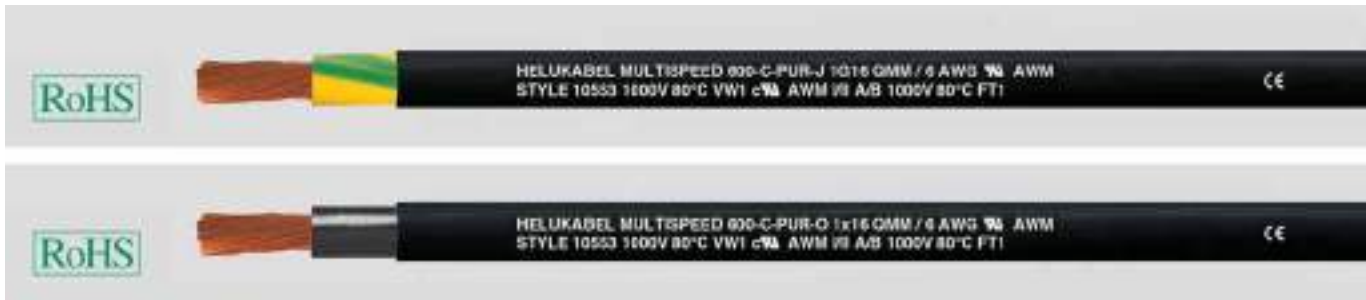 RoHS
HELUKABEL MULTISPEED 600-C-PUR-J 1G16 QMM / 6 AWG AWM
STYLE 10553 1000V 80°C VW1 AWM I/II A/B 1000V 80°C FT1
CE
RoHS
HELUKABEL MULTISPEED 600-C-PUR-O 1x16 QMM / 6 AWG AWM
STYLE 10553 1000V 80°C VW1 AWM I/II A/B 1000V 80°C FT1
CE